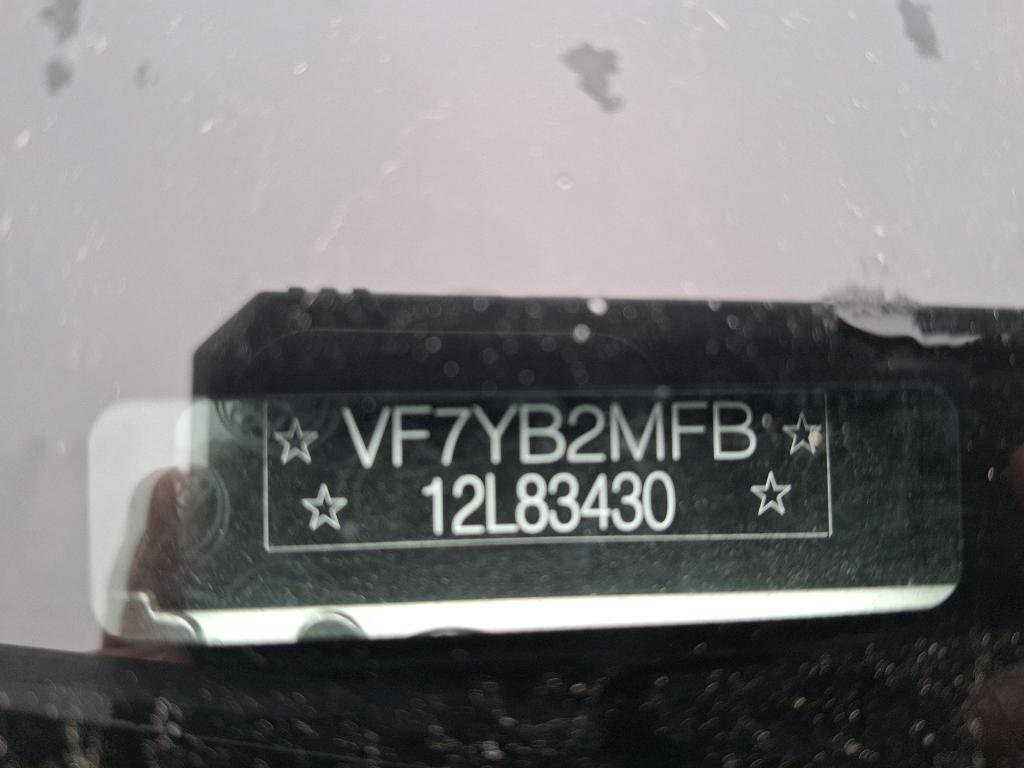 ☆ VF7YB2MFB ☆
☆ 12L83430 ☆